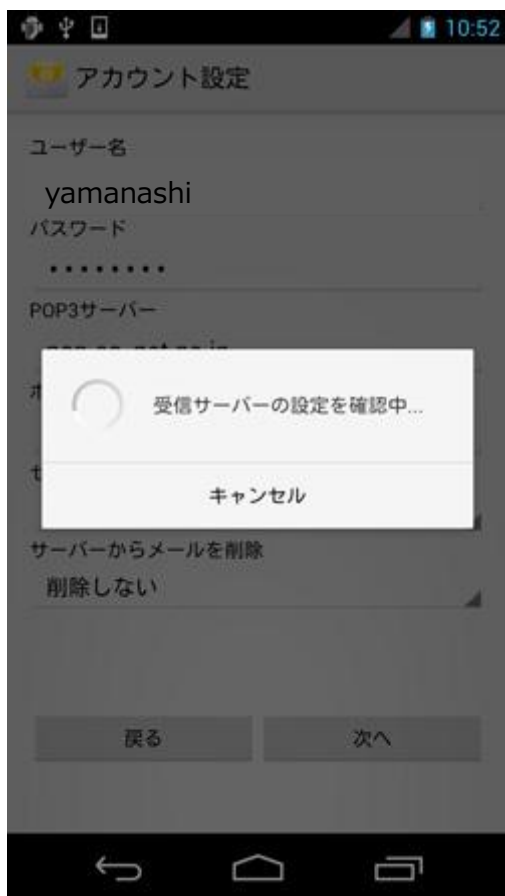 10:52
アカウント設定
ユーザー名
yamanashi
パスワード
••••••••
POP3サーバー
受信サーバーの設定を確認中...
キャンセル
サーバーからメールを削除
削除しない
戻る
次へ